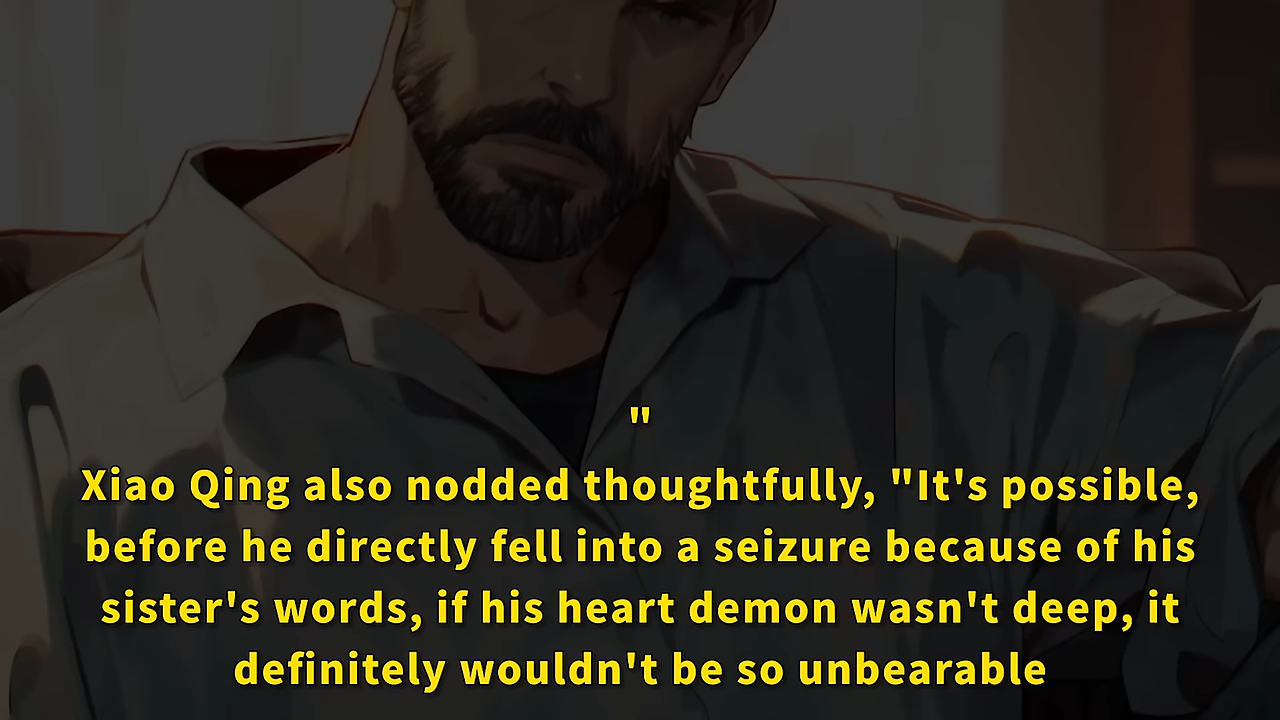 "
Xiao Qing also nodded thoughtfully, "It's possible,
before he directly fell into a seizure because of his
sister's words, if his heart demon wasn't deep, it
definitely wouldn't be so unbearable